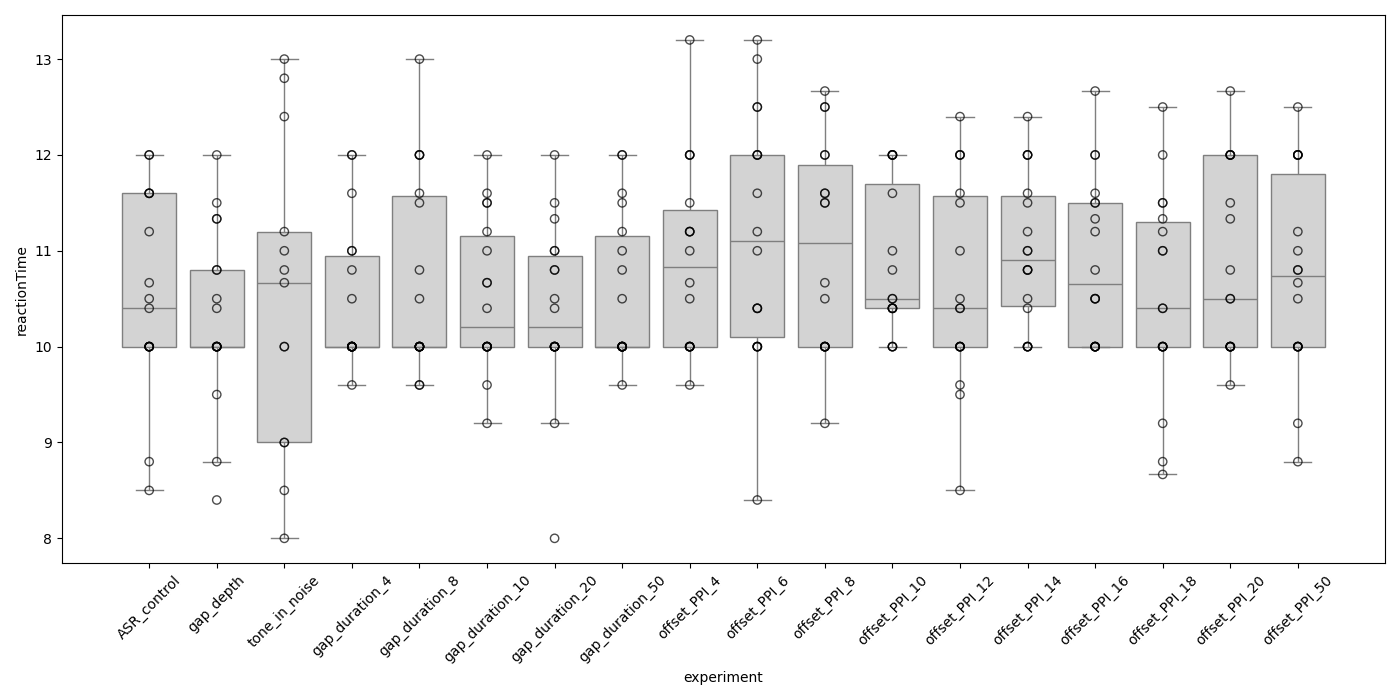 13
12
11
10
9
8
reactionTime
ASR_control
gap_depth
tone_in_noise
gap_duration_4
gap_duration_8
gap_duration_10
gap_duration_20
gap_duration_50
offset_PPI_4
offset_PPI_6
offset_PPI_8
offset_PPI_10
offset_PPI_12
offset_PPI_14
offset_PPI_16
offset_PPI_18
offset_PPI_20
offset_PPI_50
experiment